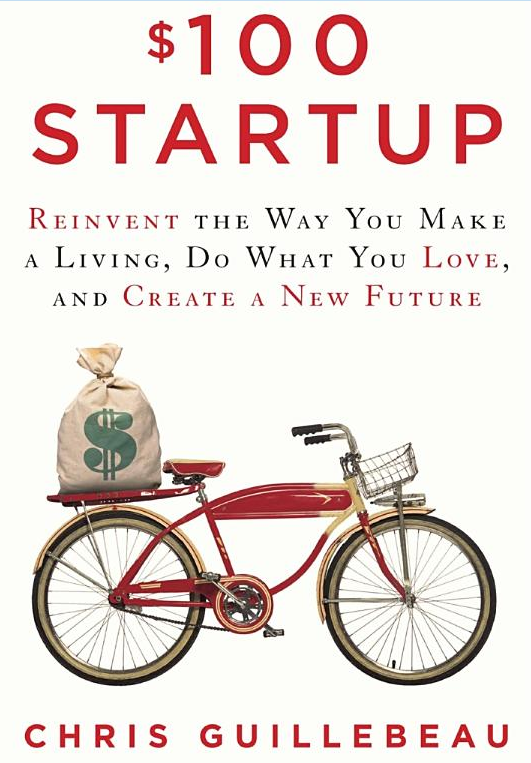 $100
STARTUP
REINVENT THE WAY YOU MAKE
A LIVING, DO WHAT YOU LOVE,
AND CREATE A NEW FUTURE
$
CHRIS GUILLEBEAU